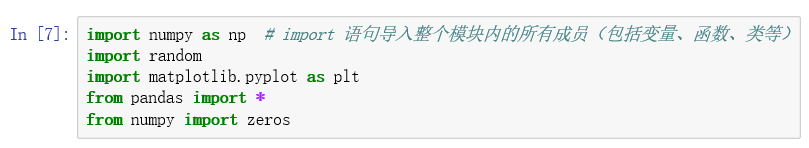 In [7]: import numpy as np  # import 语句导入整个模块内的所有成员（包括变量、函数、类等）
import random
import matplotlib.pyplot as plt
from pandas import *
from numpy import zeros